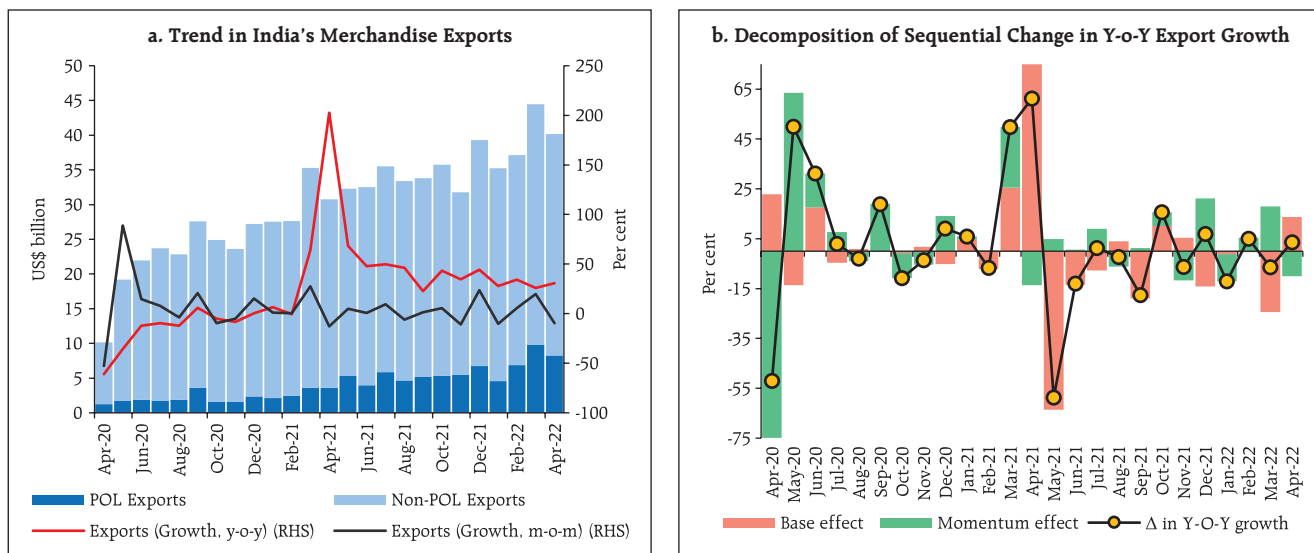 a. Trend in India's Merchandise Exports
50
45
40
35
30
25
20
15
10
5
0
US$ billion
250
200
150
100
50
0
-50
-100
Per cent
Apr-20
Jun-20
Aug-20
Oct-20
Dec-20
Feb-21
Apr-21
Jun-21
Aug-21
Oct-21
Dec-21
Feb-22
Apr-22
POL Exports
Non-POL Exports
Exports (Growth, y-o-y) (RHS)
Exports (Growth, m-o-m) (RHS)
b. Decomposition of Sequential Change in Y-o-Y Export Growth
65
45
25
5
-15
-35
-55
-75
Per cent
Apr-20
May-20
Jun-20
Jul-20
Aug-20
Sep-20
Oct-20
Nov-20
Dec-20
Jan-21
Feb-21
Mar-21
Apr-21
May-21
Jun-21
Jul-21
Aug-21
Sep-21
Oct-21
Nov-21
Dec-21
Jan-22
Feb-22
Mar-22
Apr-22
Base effect
Momentum effect
Δ in Y-O-Y growth